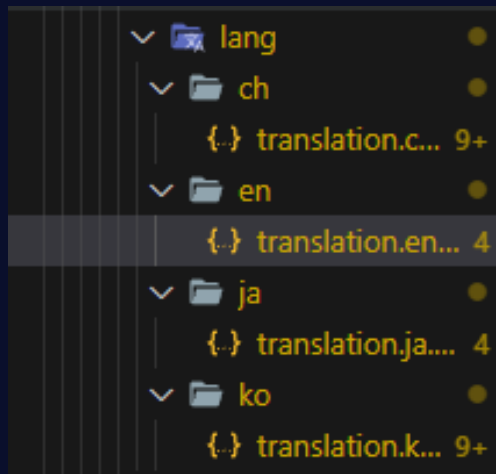 lang
ch
translation.c... 9+
en
translation.en... 4
ja
translation.ja.... 4
ko
translation.k... 9+